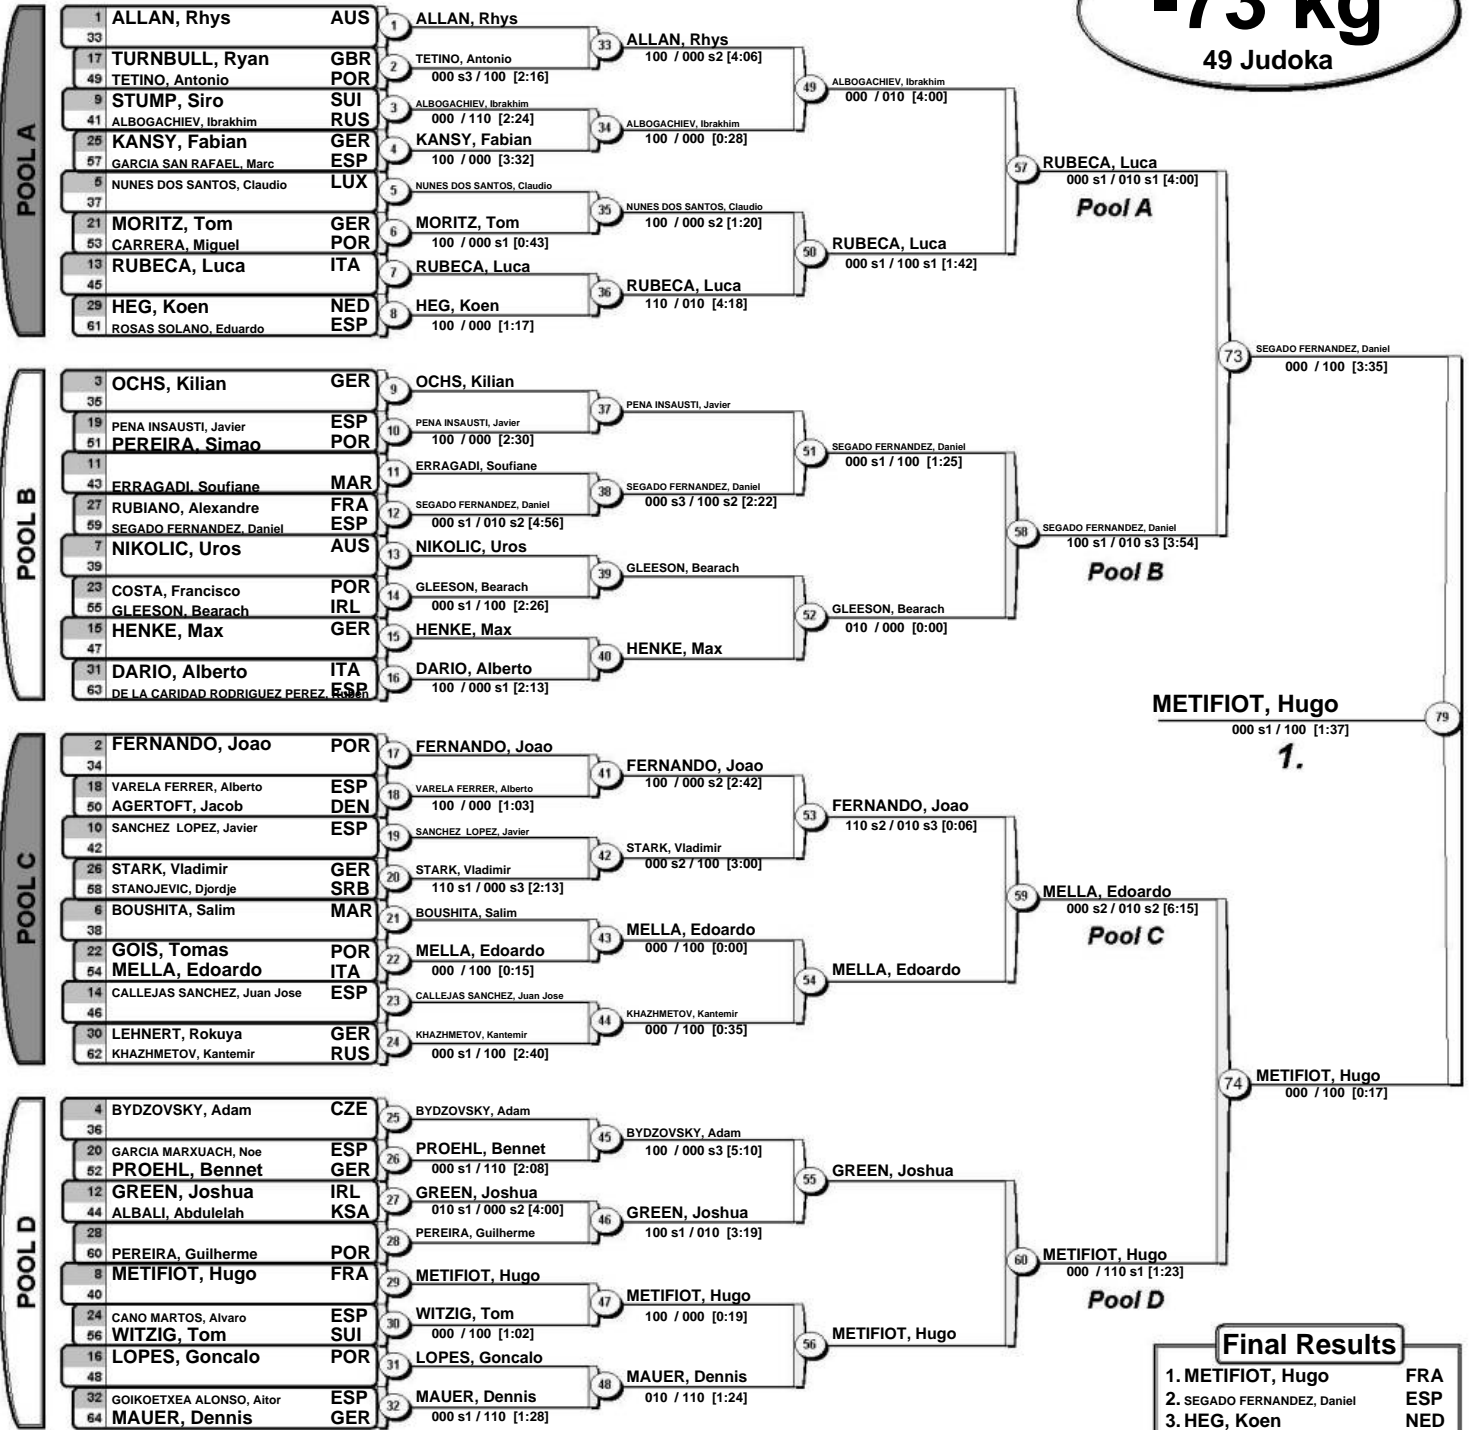 -73 kg
49 Judoka
POOL A
1 ALLAN, Rhys AUS
33
17 TURNBULL, Ryan GBR
49 TETINO, Antonio POR
9 STUMP, Siro SUI
41 ALBOGACHIEV, Ibrakhim RUS
25 KANSY, Fabian GER
57 GARCIA SAN RAFAEL, Marc ESP
5 NUNES DOS SANTOS, Claudio LUX
37
21 MORITZ, Tom GER
53 CARRERA, Miguel POR
13 RUBECA, Luca ITA
45
29 HEG, Koen NED
61 ROSAS SOLANO, Eduardo ESP
1 ALLAN, Rhys
2 TETINO, Antonio
000 s3 / 100 [2:16]
3 ALBOGACHIEV, Ibrakhim
000 / 110 [2:24]
4 KANSY, Fabian
100 / 000 [3:32]
5 NUNES DOS SANTOS, Claudio
6 MORITZ, Tom
100 / 000 s1 [0:43]
7 RUBECA, Luca
8 HEG, Koen
100 / 000 [1:17]
33 ALLAN, Rhys
100 / 000 s2 [4:06]
34 ALBOGACHIEV, Ibrakhim
100 / 000 [0:28]
35 NUNES DOS SANTOS, Claudio
100 / 000 s2 [1:20]
36 RUBECA, Luca
110 / 010 [4:18]
49 ALBOGACHIEV, Ibrakhim
000 / 010 [4:00]
50 RUBECA, Luca
000 s1 / 100 s1 [1:42]
57 RUBECA, Luca
000 s1 / 010 s1 [4:00]
Pool A
POOL B
3 OCHS, Kilian GER
35
19 PENA INSAUSTI, Javier ESP
51 PEREIRA, Simao POR
11
43 ERRAGADI, Soufiane MAR
27 RUBIANO, Alexandre FRA
59 SEGADO FERNANDEZ, Daniel ESP
7 NIKOLIC, Uros AUS
39
23 COSTA, Francisco POR
55 GLEESON, Bearach IRL
15 HENKE, Max GER
47
31 DARIO, Alberto ITA
63 DE LA CARIDAD RODRIGUEZ PEREZ, Ruben ESP
9 OCHS, Kilian
10 PENA INSAUSTI, Javier
100 / 000 [2:30]
11 ERRAGADI, Soufiane
12 SEGADO FERNANDEZ, Daniel
000 s1 / 010 s2 [4:56]
13 NIKOLIC, Uros
14 GLEESON, Bearach
000 s1 / 100 [2:26]
15 HENKE, Max
16 DARIO, Alberto
100 / 000 s1 [2:13]
37 PENA INSAUSTI, Javier
38 SEGADO FERNANDEZ, Daniel
000 s3 / 100 s2 [2:22]
39 GLEESON, Bearach
40 HENKE, Max
51 SEGADO FERNANDEZ, Daniel
000 s1 / 100 [1:25]
52 GLEESON, Bearach
010 / 000 [0:00]
58 SEGADO FERNANDEZ, Daniel
100 s1 / 010 s3 [3:54]
Pool B
73 SEGADO FERNANDEZ, Daniel
000 / 100 [3:35]
METIFIOT, Hugo 79
000 s1 / 100 [1:37]
1.
POOL C
2 FERNANDO, Joao POR
34
18 VARELA FERRER, Alberto ESP
50 AGERTOFT, Jacob DEN
10 SANCHEZ LOPEZ, Javier ESP
42
26 STARK, Vladimir GER
58 STANOJEVIC, Djordje SRB
6 BOUSHITA, Salim MAR
38
22 GOIS, Tomas POR
54 MELLA, Edoardo ITA
14 CALLEJAS SANCHEZ, Juan Jose ESP
46
30 LEHNERT, Rokuya GER
62 KHAZHMETOV, Kantemir RUS
17 FERNANDO, Joao
18 VARELA FERRER, Alberto
100 / 000 [1:03]
19 SANCHEZ LOPEZ, Javier
20 STARK, Vladimir
110 s1 / 000 s3 [2:13]
21 BOUSHITA, Salim
22 MELLA, Edoardo
000 / 100 [0:15]
23 CALLEJAS SANCHEZ, Juan Jose
24 KHAZHMETOV, Kantemir
000 s1 / 100 [2:40]
41 FERNANDO, Joao
100 / 000 s2 [2:42]
42 STARK, Vladimir
000 s2 / 100 [3:00]
43 MELLA, Edoardo
000 / 100 [0:00]
44 KHAZHMETOV, Kantemir
000 / 100 [0:35]
53 FERNANDO, Joao
110 s2 / 010 s3 [0:06]
54 MELLA, Edoardo
59 MELLA, Edoardo
000 s2 / 010 s2 [6:15]
Pool C
POOL D
4 BYDZOVSKY, Adam CZE
36
20 GARCIA MARXUACH, Noe ESP
52 PROEHL, Bennet GER
12 GREEN, Joshua IRL
44 ALBALI, Abdulelah KSA
28
60 PEREIRA, Guilherme POR
8 METIFIOT, Hugo FRA
40
24 CANO MARTOS, Alvaro ESP
56 WITZIG, Tom SUI
16 LOPES, Goncalo POR
48
32 GOIKOETXEA ALONSO, Aitor ESP
64 MAUER, Dennis GER
25 BYDZOVSKY, Adam
26 PROEHL, Bennet
000 s1 / 110 [2:08]
27 GREEN, Joshua
010 s1 / 000 s2 [4:00]
28 PEREIRA, Guilherme
29 METIFIOT, Hugo
30 WITZIG, Tom
000 / 100 [1:02]
31 LOPES, Goncalo
32 MAUER, Dennis
000 s1 / 110 [1:28]
45 BYDZOVSKY, Adam
100 / 000 s3 [5:10]
46 GREEN, Joshua
100 s1 / 010 [3:19]
47 METIFIOT, Hugo
100 / 000 [0:19]
48 MAUER, Dennis
010 / 110 [1:24]
55 GREEN, Joshua
56 METIFIOT, Hugo
60 METIFIOT, Hugo
000 / 110 s1 [1:23]
Pool D
74 METIFIOT, Hugo
000 / 100 [0:17]
Final Results
1. METIFIOT, Hugo FRA
2. SEGADO FERNANDEZ, Daniel ESP
3. HEG, Koen NED